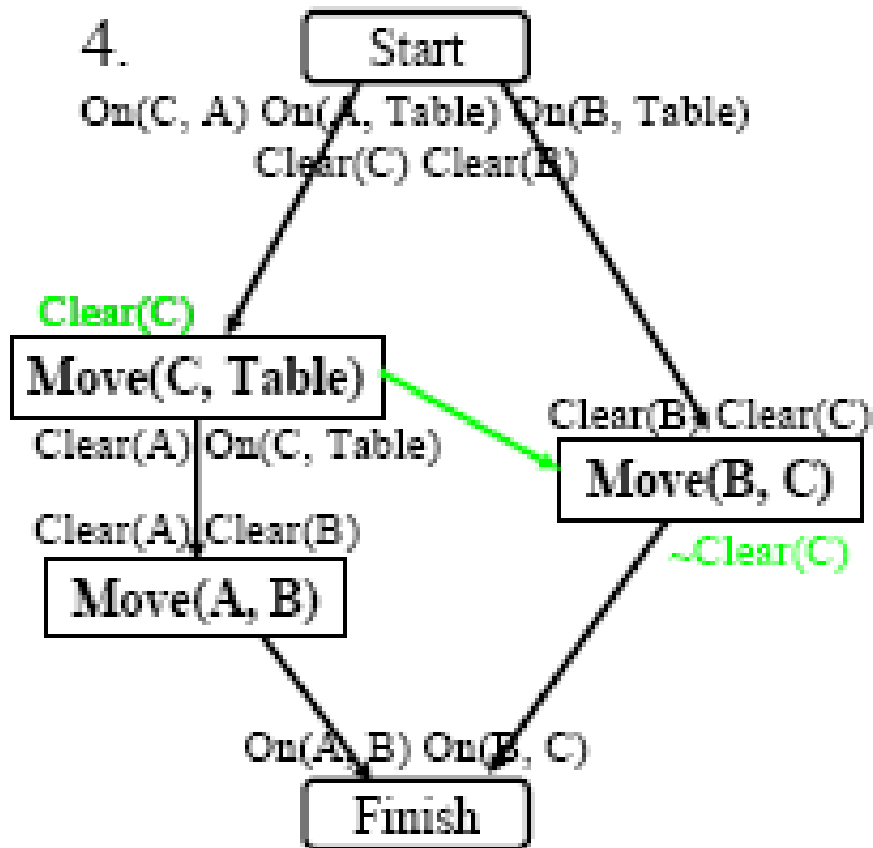 4.
Start
On(C, A) On(A, Table) On(B, Table)
Clear(C) Clear(B)
Clear(C)
Move(C, Table)
Clear(A) On(C, Table)
Clear(B) Clear(C)
Move(B, C)
~Clear(C)
Clear(A) Clear(B)
Move(A, B)
On(A, B) On(B, C)
Finish